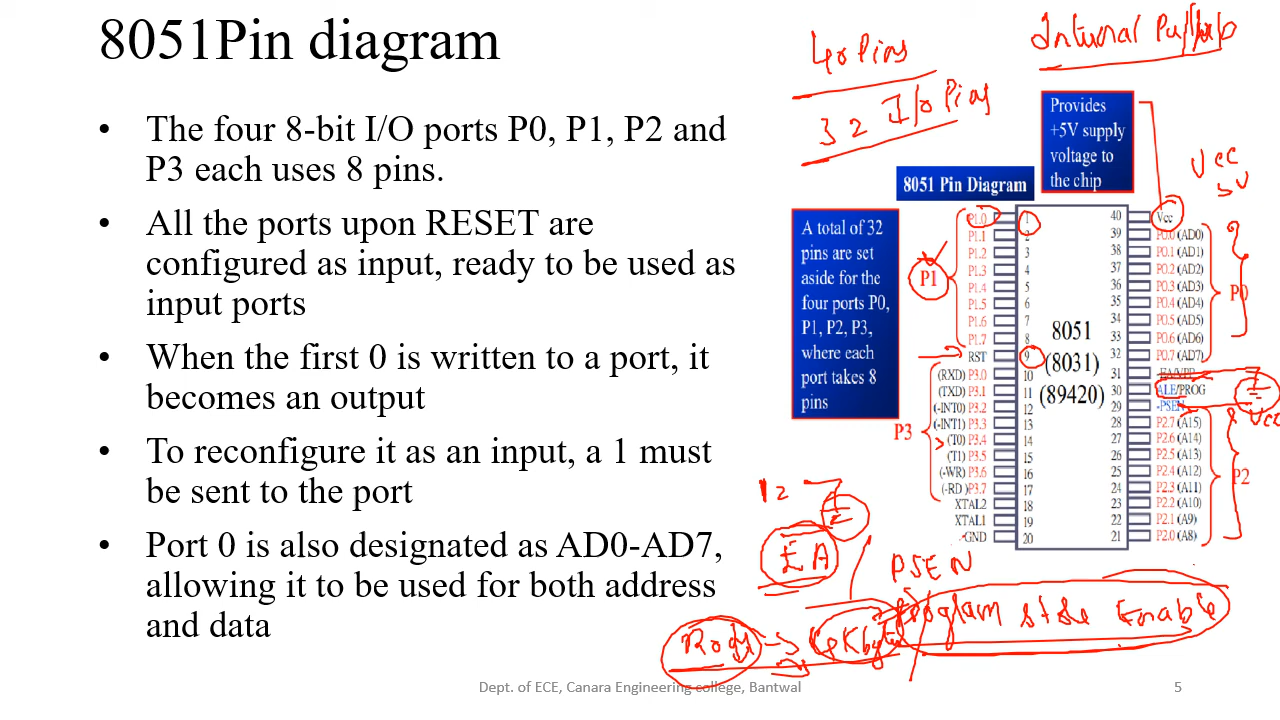 8051Pin diagram
• The four 8-bit I/O ports P0, P1, P2 and
P3 each uses 8 pins.
• All the ports upon RESET are
configured as input, ready to be used as
input ports
• When the first 0 is written to a port, it
becomes an output
• To reconfigure it as an input, a 1 must
be sent to the port
• Port 0 is also designated as AD0-AD7,
allowing it to be used for both address
and data
40 Pins
32 I/O Pins
Internal
Provides
+5V supply
voltage to
the chip
Vcc
5V
8051 Pin Diagram
A total of 32
pins are set
aside for the
four ports P0,
P1, P2, P3,
where each
port takes 8
pins
P1
P3
P1.0 1 40 Vcc
P1.1 2 39 P0.0 (AD0)
P1.2 3 38 P0.1 (AD1)
P1.3 4 37 P0.2 (AD2)
P1.4 5 36 P0.3 (AD3)
P1.5 6 35 P0.4 (AD4)
P1.6 7 34 P0.5 (AD5)
P1.7 8 33 P0.6 (AD6)
RST 9 32 P0.7 (AD7)
(RXD) P3.0 10 31 EA/VPP
(TXD) P3.1 11 30 ALE/PROG
(-INT0) P3.2 12 29 -PSEN
(-INT1) P3.3 13 28 P2.7 (A15)
(T0) P3.4 14 27 P2.6 (A14)
(T1) P3.5 15 26 P2.5 (A13)
(-WR) P3.6 16 25 P2.4 (A12)
(-RD )P3.7 17 24 P2.3 (A11)
XTAL2 18 23 P2.2 (A10)
XTAL1 19 22 P2.1 (A9)
-GND 20 21 P2.0 (A8)
8051
(8031)
(89420)
P0
Vcc
P2
12
EA
PSEN
Program store Enable
Dept. of ECE, Canara Engineering college, Bantwal
5